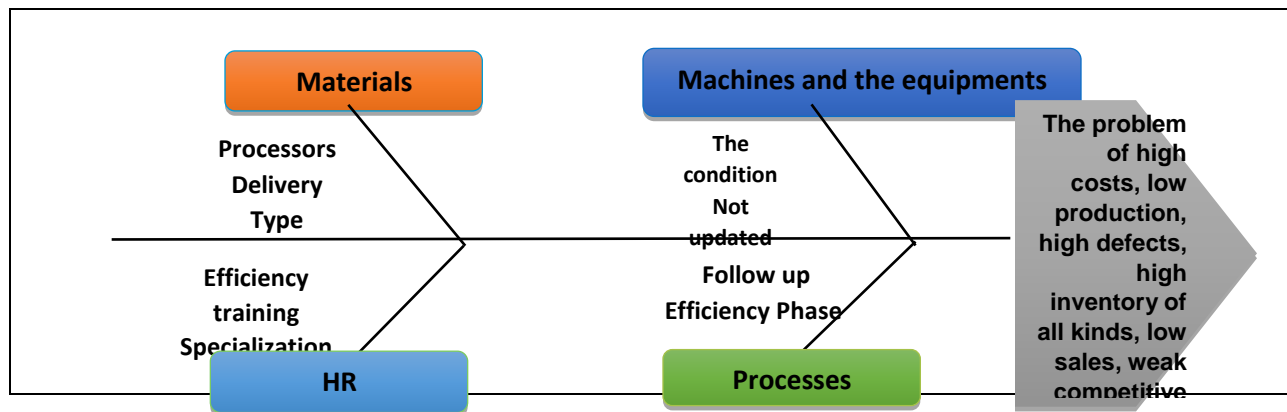 Materials
Machines and the equipments
Processors
Delivery
Type
The
condition
Not
updated
Efficiency
training
Specialization
Follow up
Efficiency Phase
HR
Processes
The problem
of high
costs, low
production,
high defects,
high
inventory of
all kinds, low
sales, weak
competitive